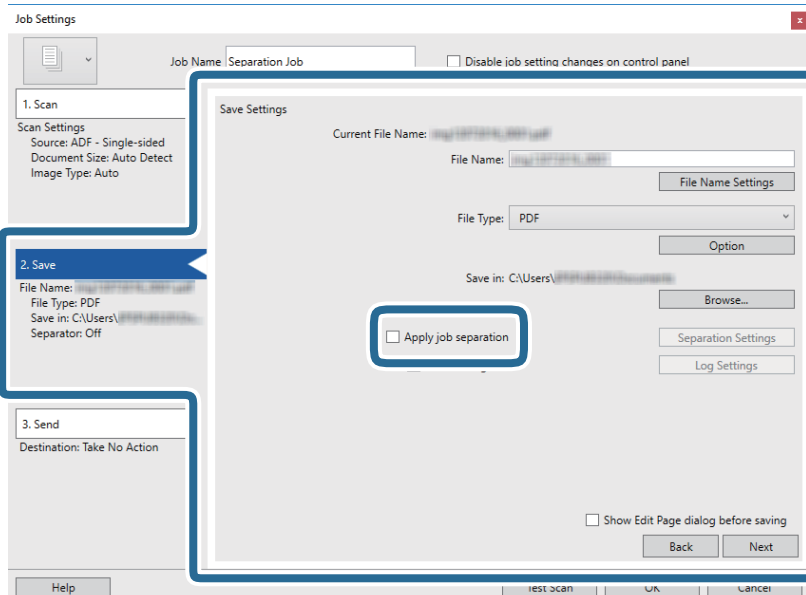 Job Settings
x
Job Name Separation Job
Disable job setting changes on control panel
1. Scan
Scan Settings
Source: ADF - Single-sided
Document Size: Auto Detect
Image Type: Auto
2. Save
File Name:
File Type: PDF
Save in: C:\Users\
Separator: Off
3. Send
Destination: Take No Action
Save Settings
Current File Name:
File Name:
File Name Settings
File Type: PDF
Option
Save in: C:\Users\
Browse...
Apply job separation
Separation Settings
Log Settings
Show Edit Page dialog before saving
Back
Next
Help
Test Scan
OK
Cancel